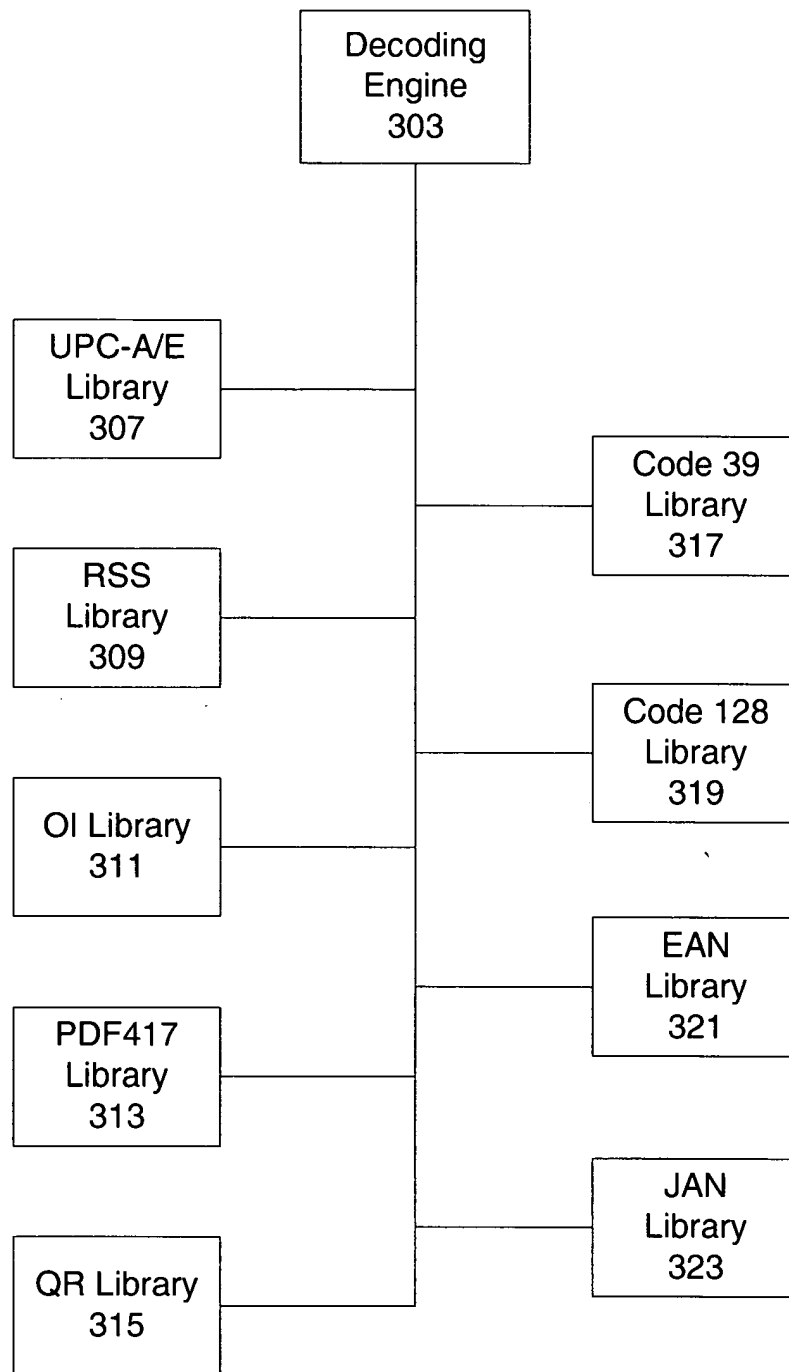 Decoding
Engine
303
UPC-A/E
Library
307
RSS
Library
309
OI Library
311
PDF417
Library
313
QR Library
315
Code 39
Library
317
Code 128
Library
319
EAN
Library
321
JAN
Library
323